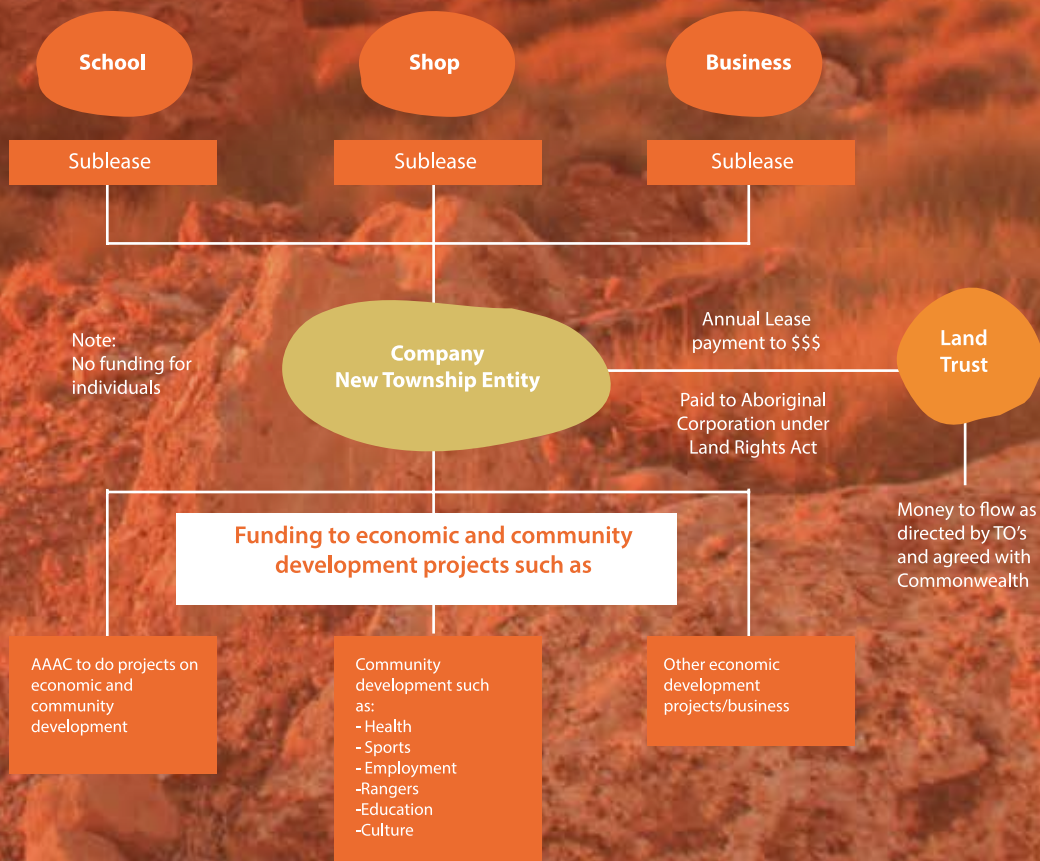 School
Shop
Business
Sublease
Sublease
Sublease
Note:
No funding for
individuals
Company
New Township Entity
Annual Lease
payment to $$$
Paid to Aboriginal
Corporation under
Land Rights Act
Land
Trust
Money to flow as
directed by TO's
and agreed with
Commonwealth
Funding to economic and community
development projects such as
AAAC to do projects on
economic and
community
development
Community
development such
as:
- Health
- Sports
- Employment
-Rangers
-Education
-Culture
Other economic
development
projects/business